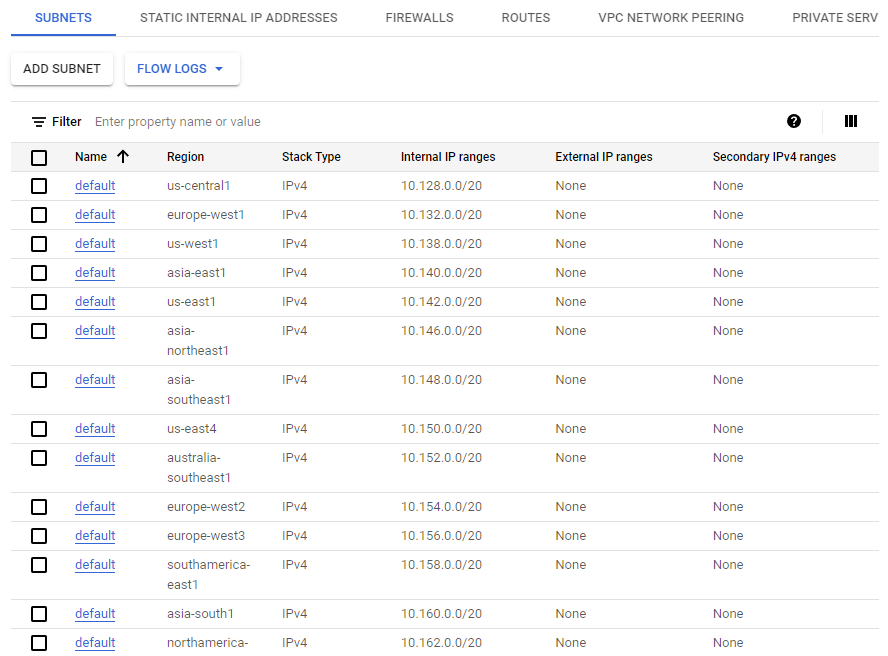 SUBNETS STATIC INTERNAL IP ADDRESSES FIREWALLS ROUTES VPC NETWORK PEERING PRIVATE SERV
ADD SUBNET FLOW LOGS
Filter Enter property name or value
Name Region Stack Type Internal IP ranges External IP ranges Secondary IPv4 ranges
default us-central1 IPv4 10.128.0.0/20 None None
default europe-west1 IPv4 10.132.0.0/20 None None
default us-west1 IPv4 10.138.0.0/20 None None
default asia-east1 IPv4 10.140.0.0/20 None None
default us-east1 IPv4 10.142.0.0/20 None None
default asia- IPv4 10.146.0.0/20 None None
northeast1
default asia- IPv4 10.148.0.0/20 None None
southeast1
default us-east4 IPv4 10.150.0.0/20 None None
default australia- IPv4 10.152.0.0/20 None None
southeast1
default europe-west2 IPv4 10.154.0.0/20 None None
default europe-west3 IPv4 10.156.0.0/20 None None
default southamerica- IPv4 10.158.0.0/20 None None
east1
default asia-south1 IPv4 10.160.0.0/20 None None
default northamerica- IPv4 10.162.0.0/20 None None